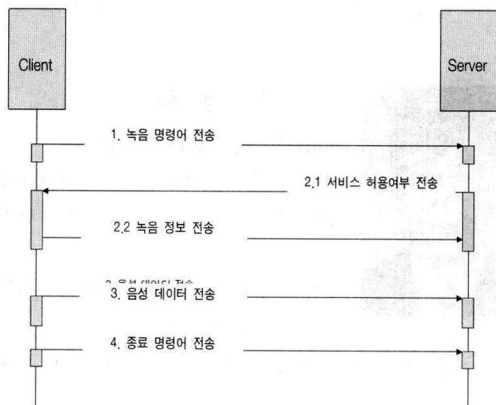 Client
Server
1. 녹음 명령어 전송
2.1 서비스 허용여부 전송
2.2 녹음 정보 전송
3. 음성 데이터 전송
4. 종료 명령어 전송